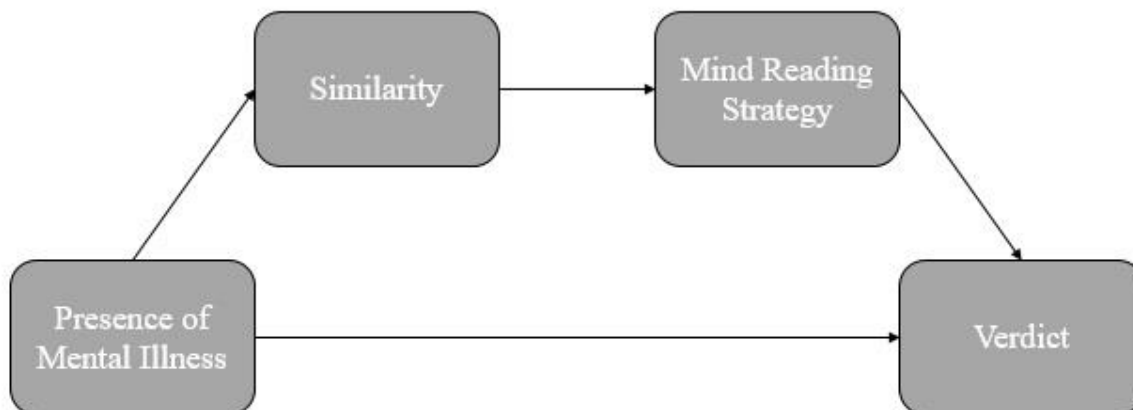 Similarity
Mind Reading
Strategy
Presence of
Mental Illness
Verdict